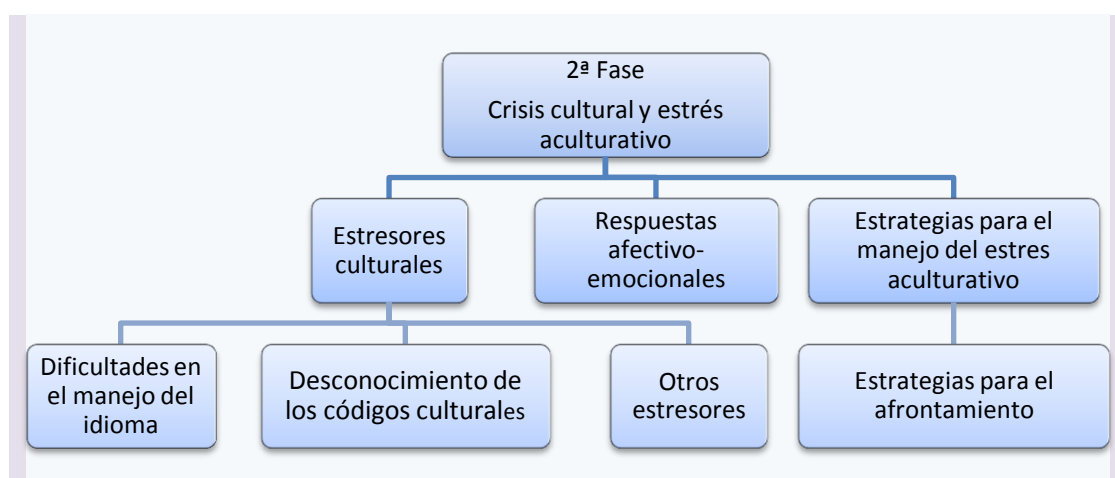 2ª Fase
Crisis cultural y estrés
aculturativo
Estresores
culturales
Respuestas
afectivo-
emocionales
Estrategias para el
manejo del estres
aculturativo
Dificultades en
el manejo del
idioma
Desconocimiento de
los códigos culturales
Otros
estresores
Estrategias para el
afrontamiento